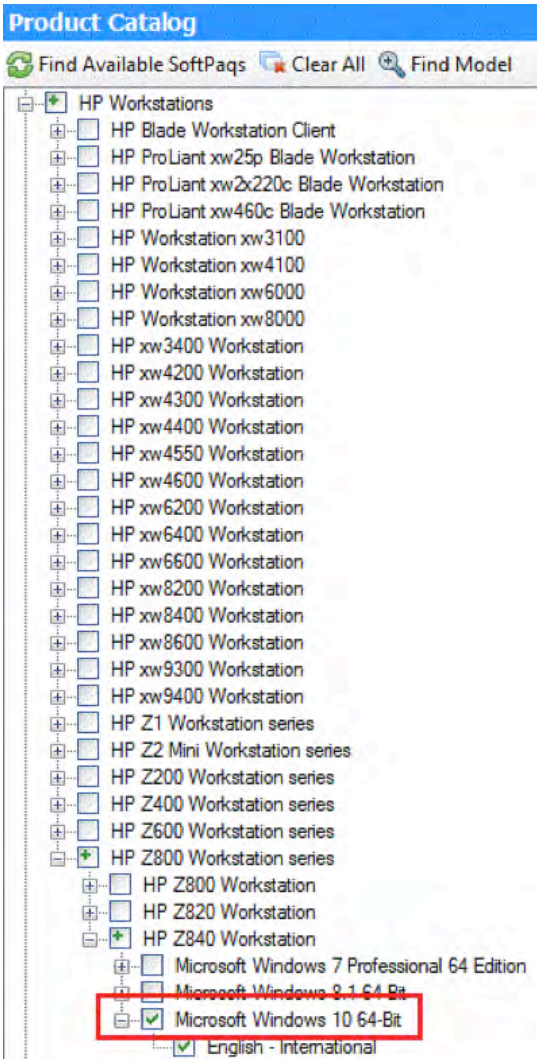 Product Catalog
Find Available SoftPaqs Clear All Find Model
HP Workstations
HP Blade Workstation Client
HP ProLiant xw25p Blade Workstation
HP ProLiant xw2x220c Blade Workstation
HP ProLiant xw460c Blade Workstation
HP Workstation xw3100
HP Workstation xw4100
HP Workstation xw6000
HP Workstation xw8000
HP xw3400 Workstation
HP xw4200 Workstation
HP xw4300 Workstation
HP xw4400 Workstation
HP xw4550 Workstation
HP xw4600 Workstation
HP xw6200 Workstation
HP xw6400 Workstation
HP xw6600 Workstation
HP xw8200 Workstation
HP xw8400 Workstation
HP xw8600 Workstation
HP xw9300 Workstation
HP xw9400 Workstation
HP Z1 Workstation series
HP Z2 Mini Workstation series
HP Z200 Workstation series
HP Z400 Workstation series
HP Z600 Workstation series
HP Z800 Workstation series
HP Z800 Workstation
HP Z820 Workstation
HP Z840 Workstation
Microsoft Windows 7 Professional 64 Edition
Microsoft Windows 8.1 64-Bit
Microsoft Windows 10 64-Bit
English - International